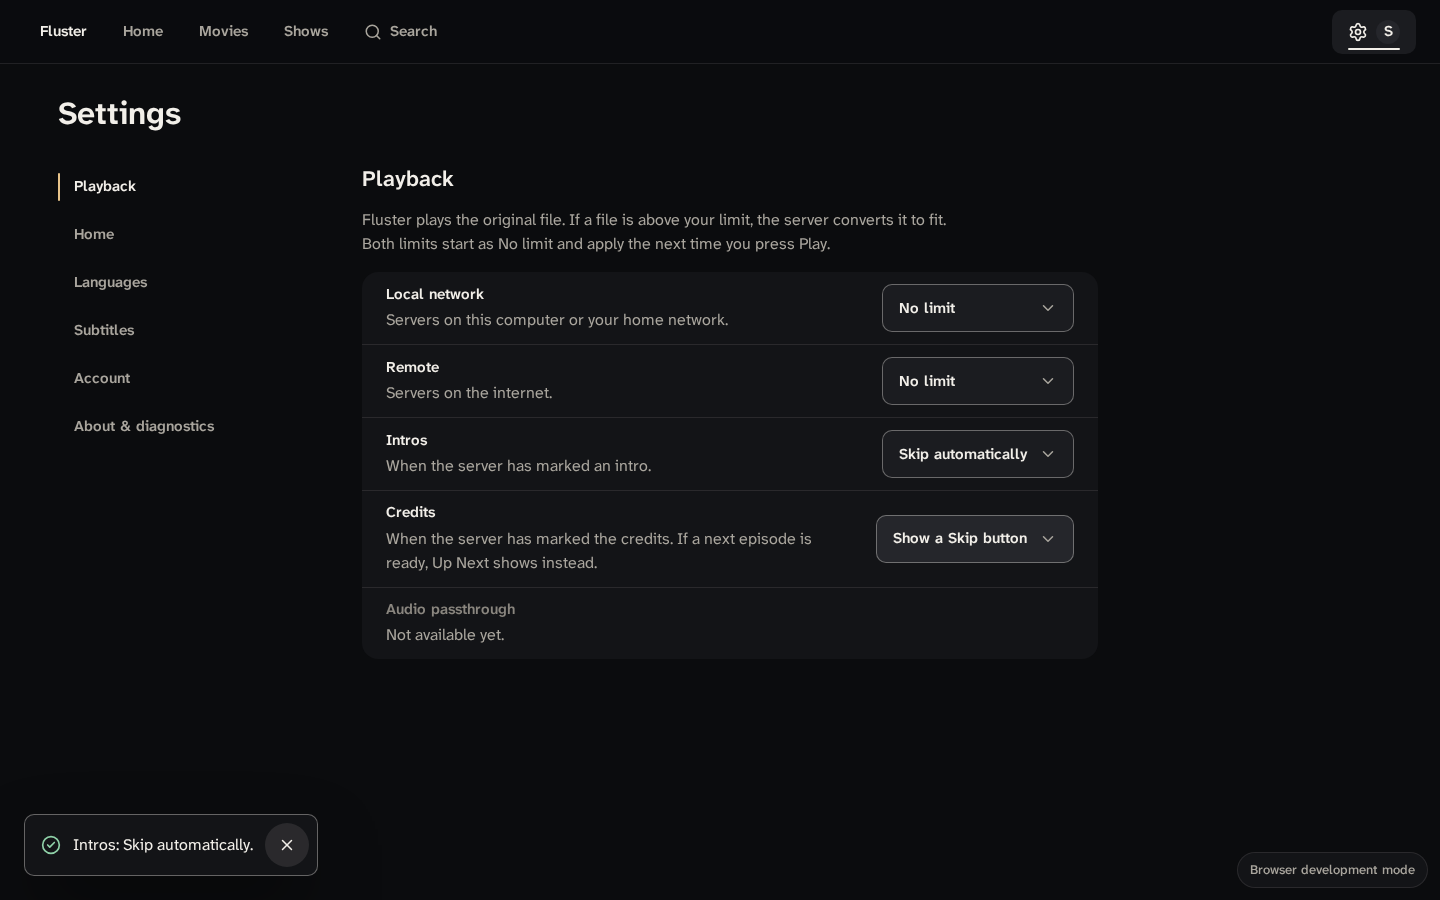 Fluster
Home
Movies
Shows
Search
S
Settings
Playback
Home
Languages
Subtitles
Account
About & diagnostics
Playback
Fluster plays the original file. If a file is above your limit, the server converts it to fit.
Both limits start as No limit and apply the next time you press Play.
Local network
Servers on this computer or your home network.
No limit
Remote
Servers on the internet.
No limit
Intros
When the server has marked an intro.
Skip automatically
Credits
When the server has marked the credits. If a next episode is
ready, Up Next shows instead.
Show a Skip button
Audio passthrough
Not available yet.
Intros: Skip automatically.
Browser development mode